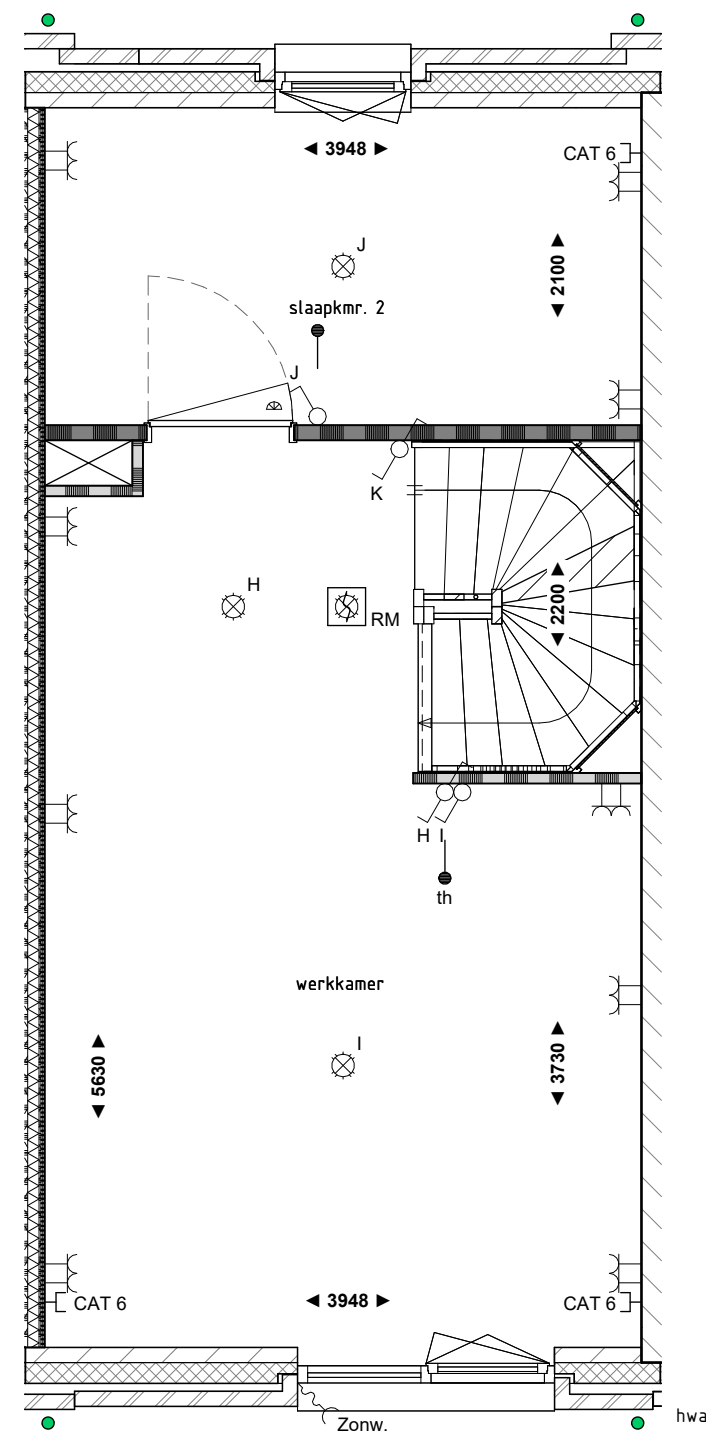 ◄ 3948 ►
CAT 6
J
◄ 2100 ►
slaapkmr. 2
J
K
H
RM
◄ 2200 ►
H I
th
werkkamer
I
◄ 5630 ►
◄ 3730 ►
CAT 6
◄ 3948 ►
CAT 6
Zonw.
hwa